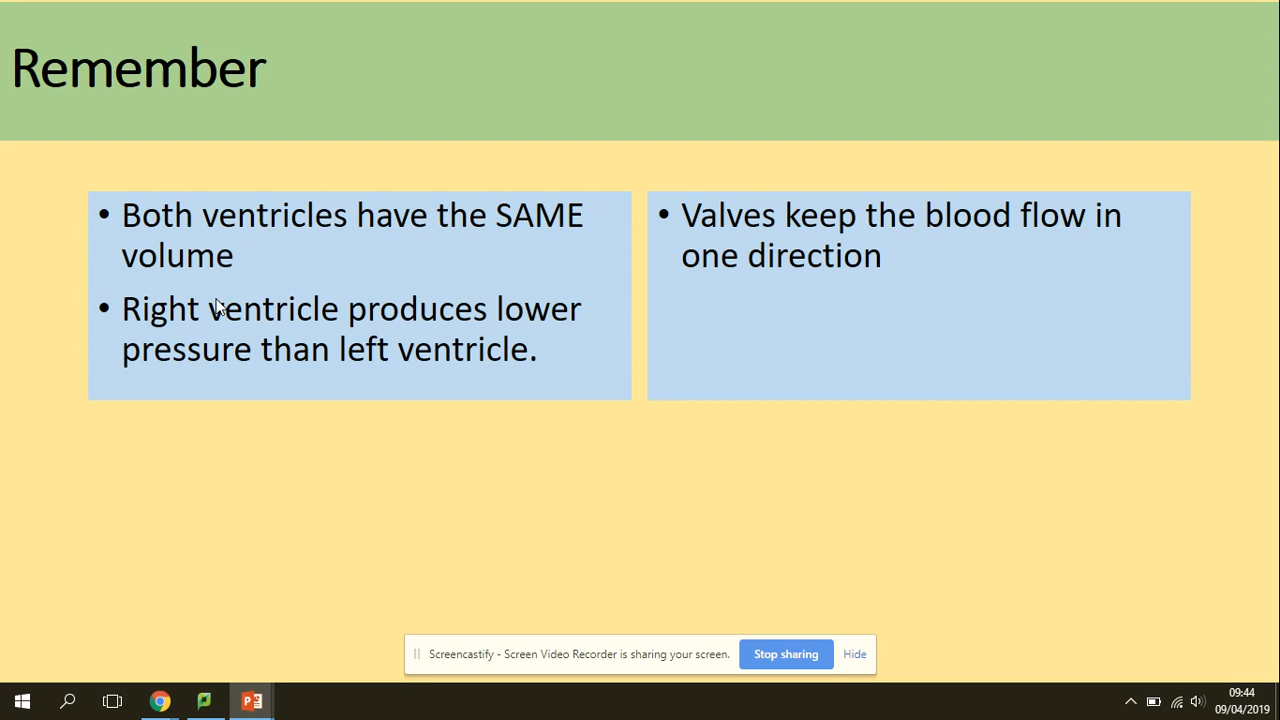 Remember
• Both ventricles have the SAME
volume
• Right ventricle produces lower
pressure than left ventricle.
• Valves keep the blood flow in
one direction
Screencastify - Screen Video Recorder is sharing your screen.
Stop sharing
Hide
09:44
09/04/2019